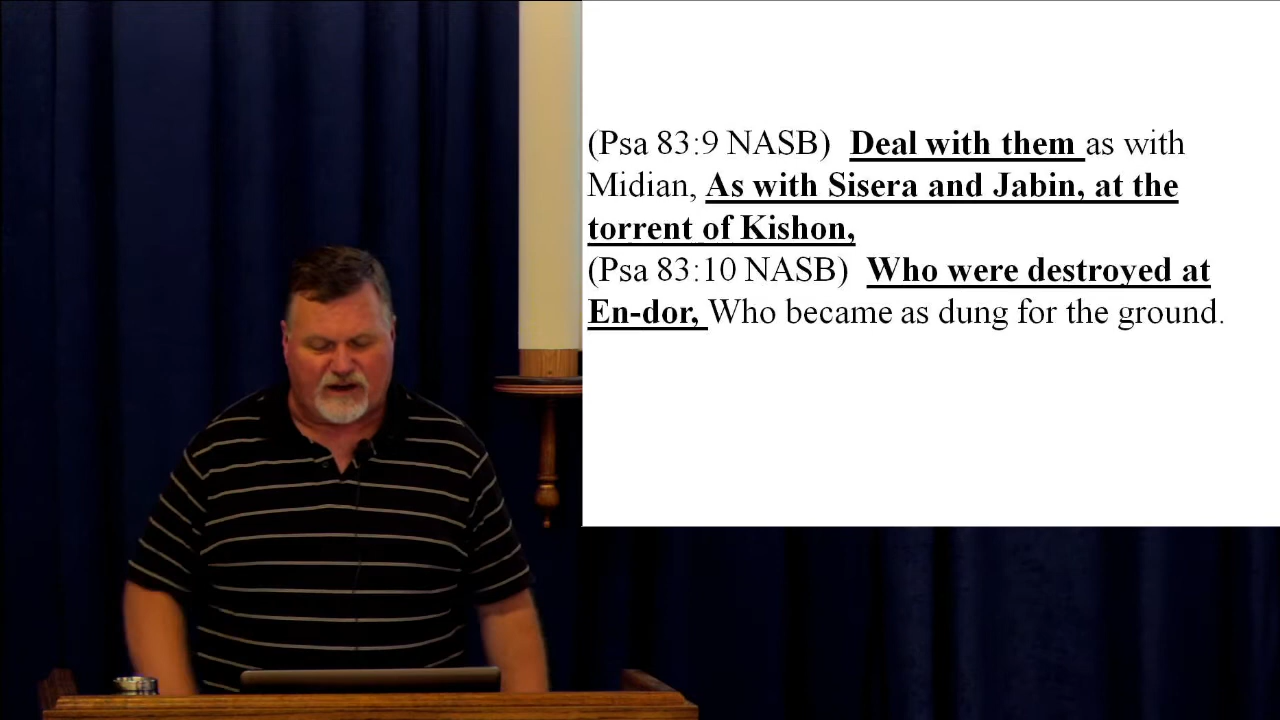 (Psa 83:9 NASB)  Deal with them as with
Midian, As with Sisera and Jabin, at the
torrent of Kishon,
(Psa 83:10 NASB)  Who were destroyed at
En-dor, Who became as dung for the ground.